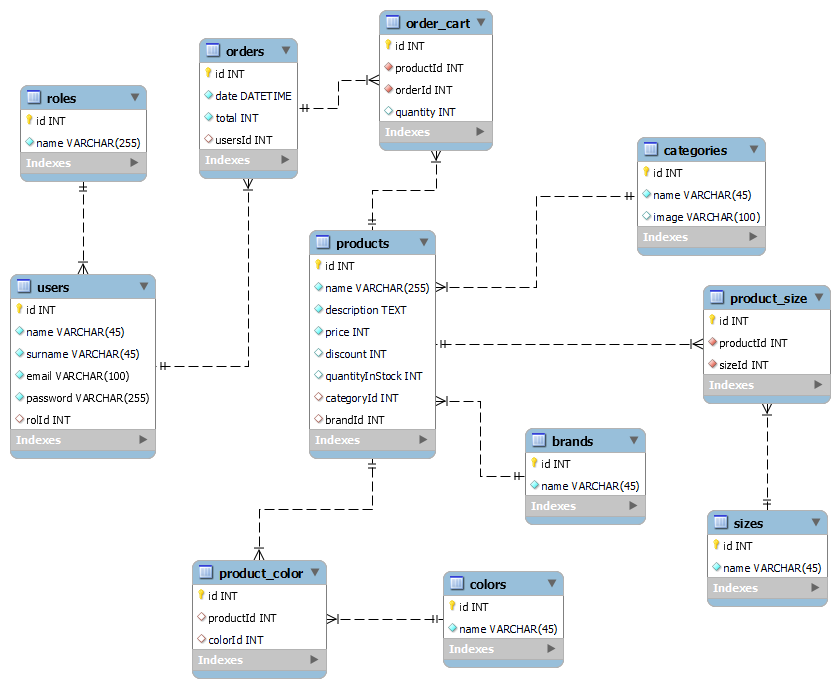 order_cart
id INT
productId INT
orderId INT
quantity INT
Indexes
orders
id INT
date DATETIME
total INT
usersId INT
Indexes
roles
id INT
name VARCHAR(255)
Indexes
categories
id INT
name VARCHAR(45)
image VARCHAR(100)
Indexes
products
id INT
name VARCHAR(255)
description TEXT
price INT
discount INT
quantityInStock INT
categoryId INT
brandId INT
Indexes
users
id INT
name VARCHAR(45)
surname VARCHAR(45)
email VARCHAR(100)
password VARCHAR(255)
rolId INT
Indexes
product_size
id INT
productId INT
sizeId INT
Indexes
brands
id INT
name VARCHAR(45)
Indexes
sizes
id INT
name VARCHAR(45)
Indexes
product_color
id INT
productId INT
colorId INT
Indexes
colors
id INT
name VARCHAR(45)
Indexes